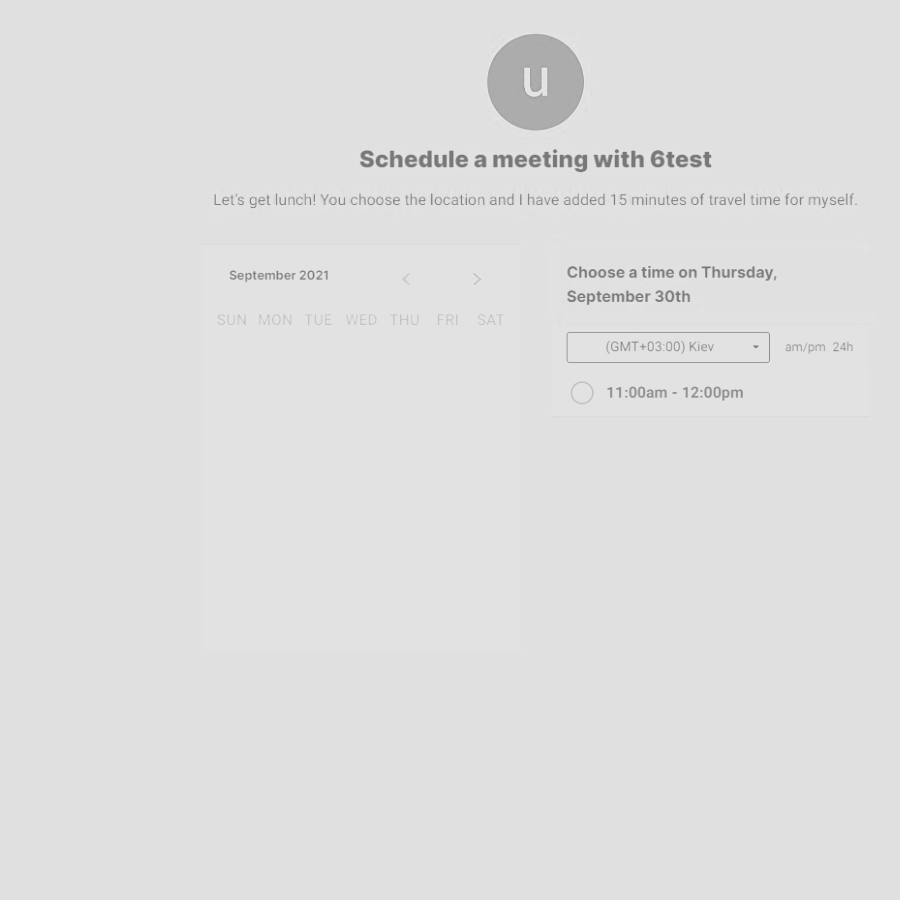 u
Schedule a meeting with 6test
Let's get lunch! You choose the location and I have added 15 minutes of travel time for myself.
September 2021
SUN MON TUE WED THU FRI SAT
Choose a time on Thursday,
September 30th
(GMT+03:00) Kiev
am/pm 24h
11:00am - 12:00pm